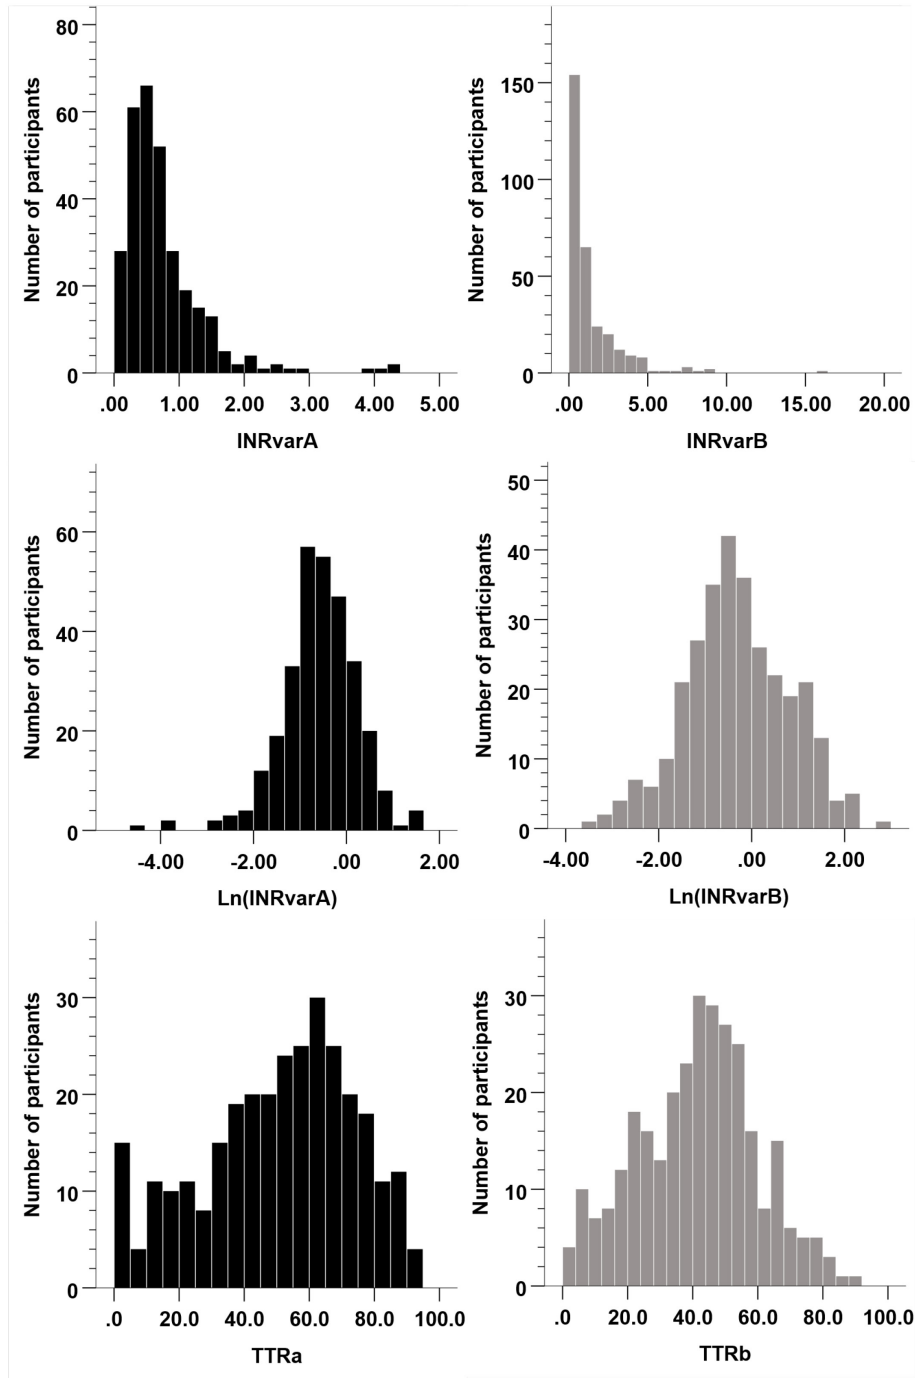 Number of participants
80
60
40
20
0
.00 1.00 2.00 3.00 4.00 5.00
INRvarA
Number of participants
150
100
50
0
.00 5.00 10.00 15.00 20.00
INRvarB
Number of participants
60
40
20
0
-4.00 -2.00 .00 2.00
Ln(INRvarA)
Number of participants
50
40
30
20
10
0
-4.00 -2.00 .00 2.00
Ln(INRvarB)
Number of participants
30
20
10
0
.0 20.0 40.0 60.0 80.0 100.0
TTRa
Number of participants
30
20
10
0
.0 20.0 40.0 60.0 80.0 100.0
TTRb